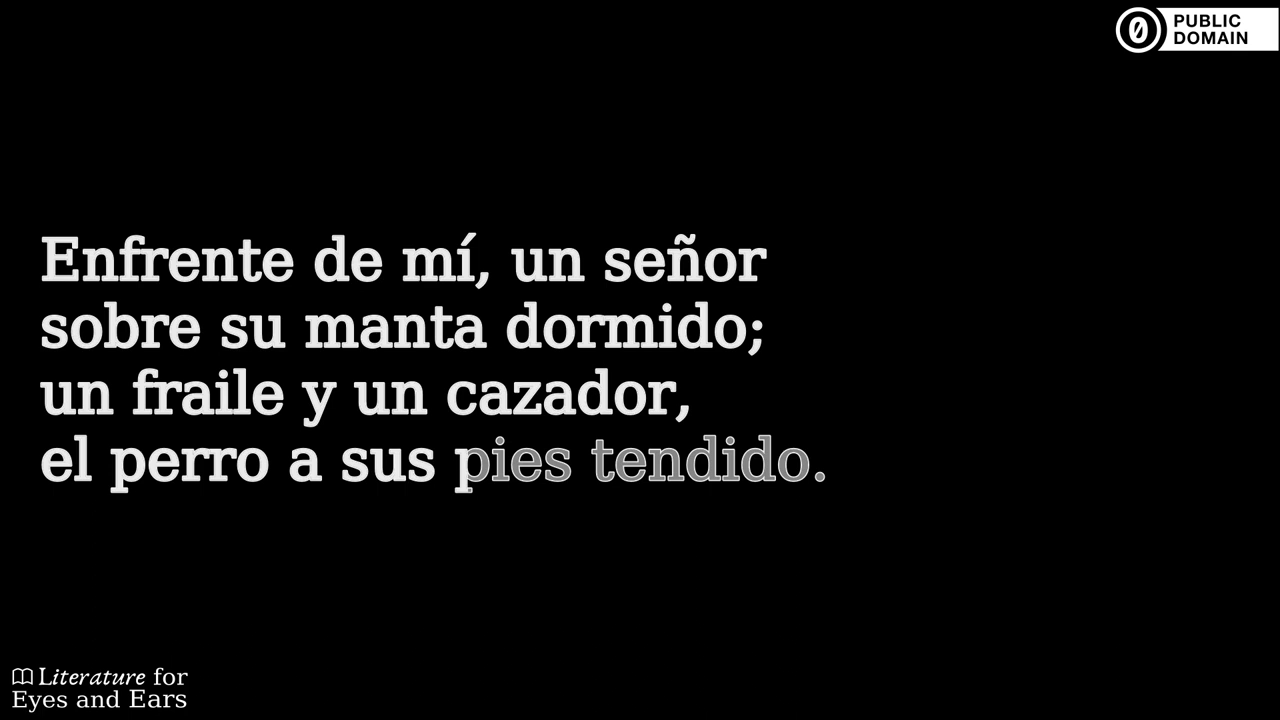 PUBLIC
DOMAIN
Enfrente de mí, un señor
sobre su manta dormido;
un fraile y un cazador,
el perro a sus pies tendido.
Literature for
Eyes and Ears